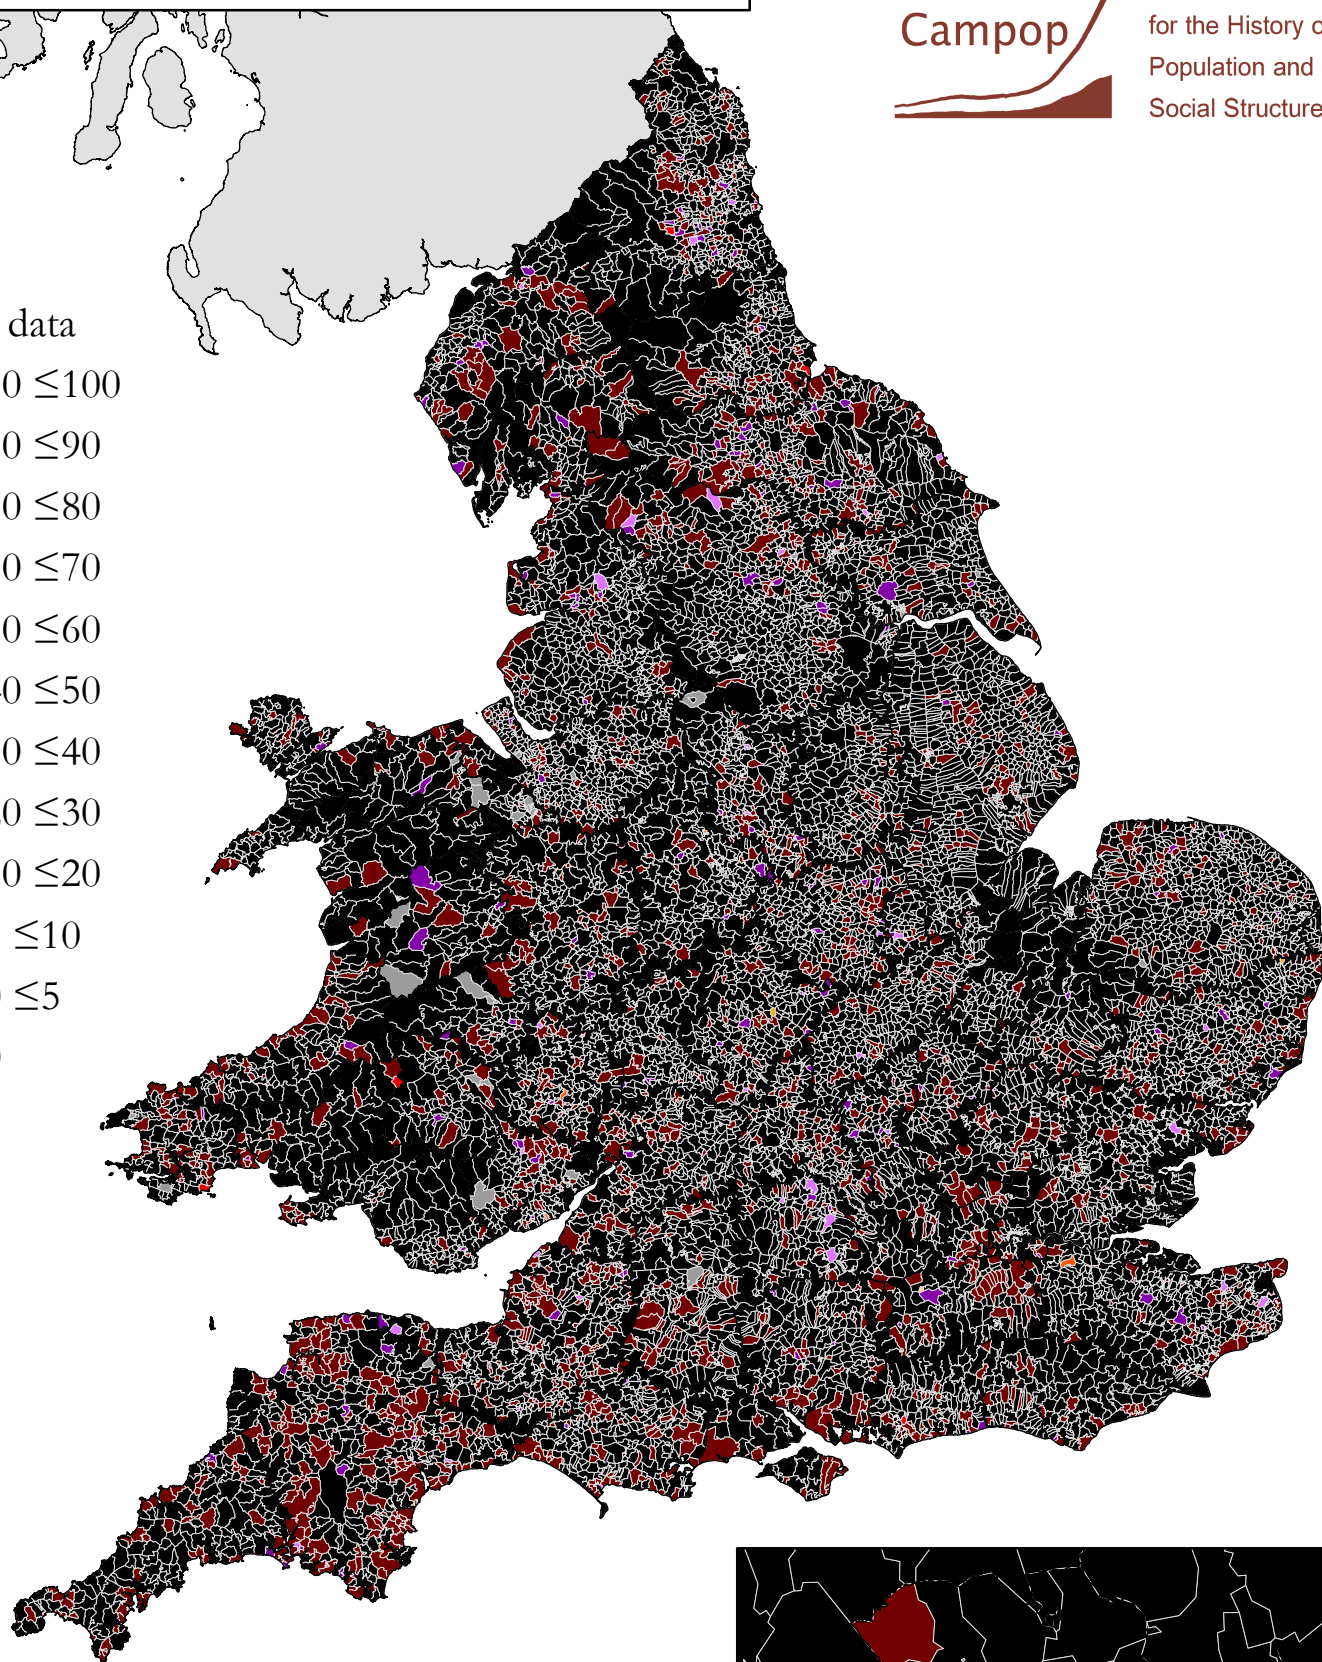 Campop
for the History o
Population and
Social Structure
data
0 ≤100
0 ≤90
0 ≤80
0 ≤70
0 ≤60
0 ≤50
0 ≤40
0 ≤30
0 ≤20
≤10
≤5